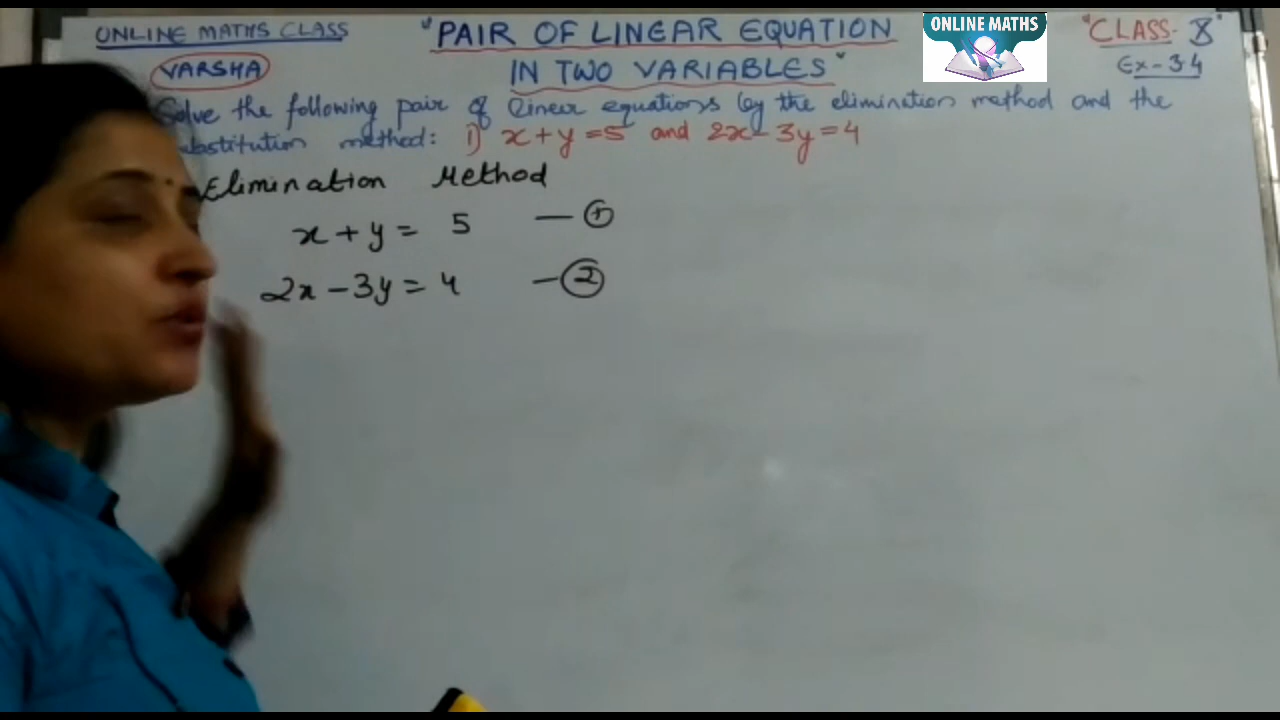 ONLINE MATHS CLASS
VARSHA
"PAIR OF LINEAR EQUATION
IN TWO VARIABLES"
ONLINE MATHS
"CLASS- X"
Ex-3.4
Solve the following pair of linear equations by the elimination method and the
method: 1) x + y = 5 and 2x - 3y = 4
Elimination Method
x + y = 5 — ①
2x - 3y = 4 - ②